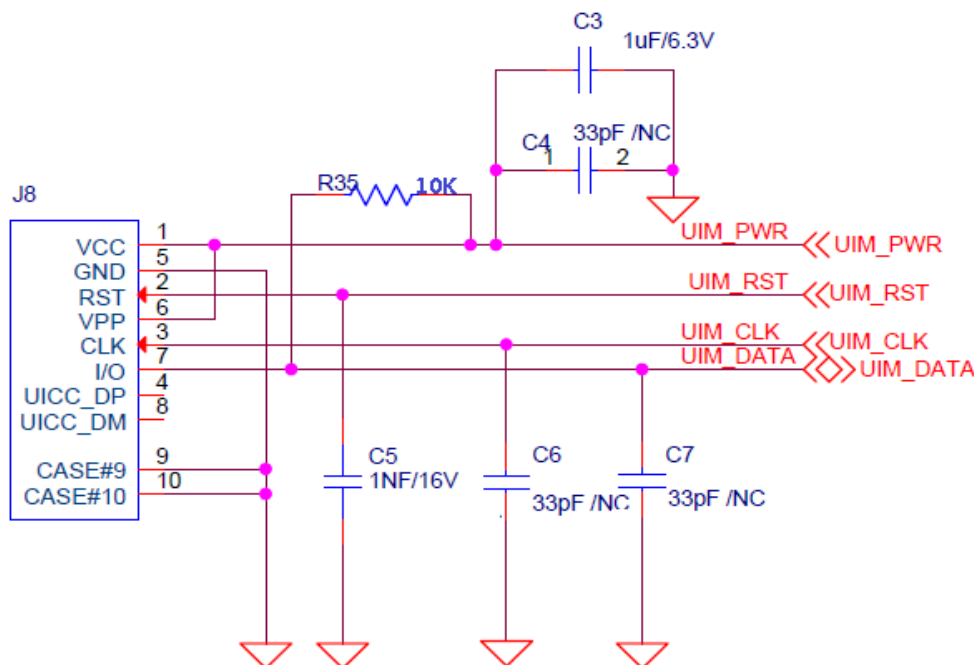 C3
1uF/6.3V
C4
33pF /NC
1
2
R35
10K
J8
VCC
1
UIM_PWR
UIM_PWR
GND
5
RST
2
UIM_RST
UIM_RST
VPP
6
CLK
3
UIM_CLK
UIM_CLK
I/O
7
UIM_DATA
UIM_DATA
UICC_DP
4
UICC_DM
8
CASE#9
9
CASE#10
10
C5
1NF/16V
C6
33pF /NC
C7
33pF /NC